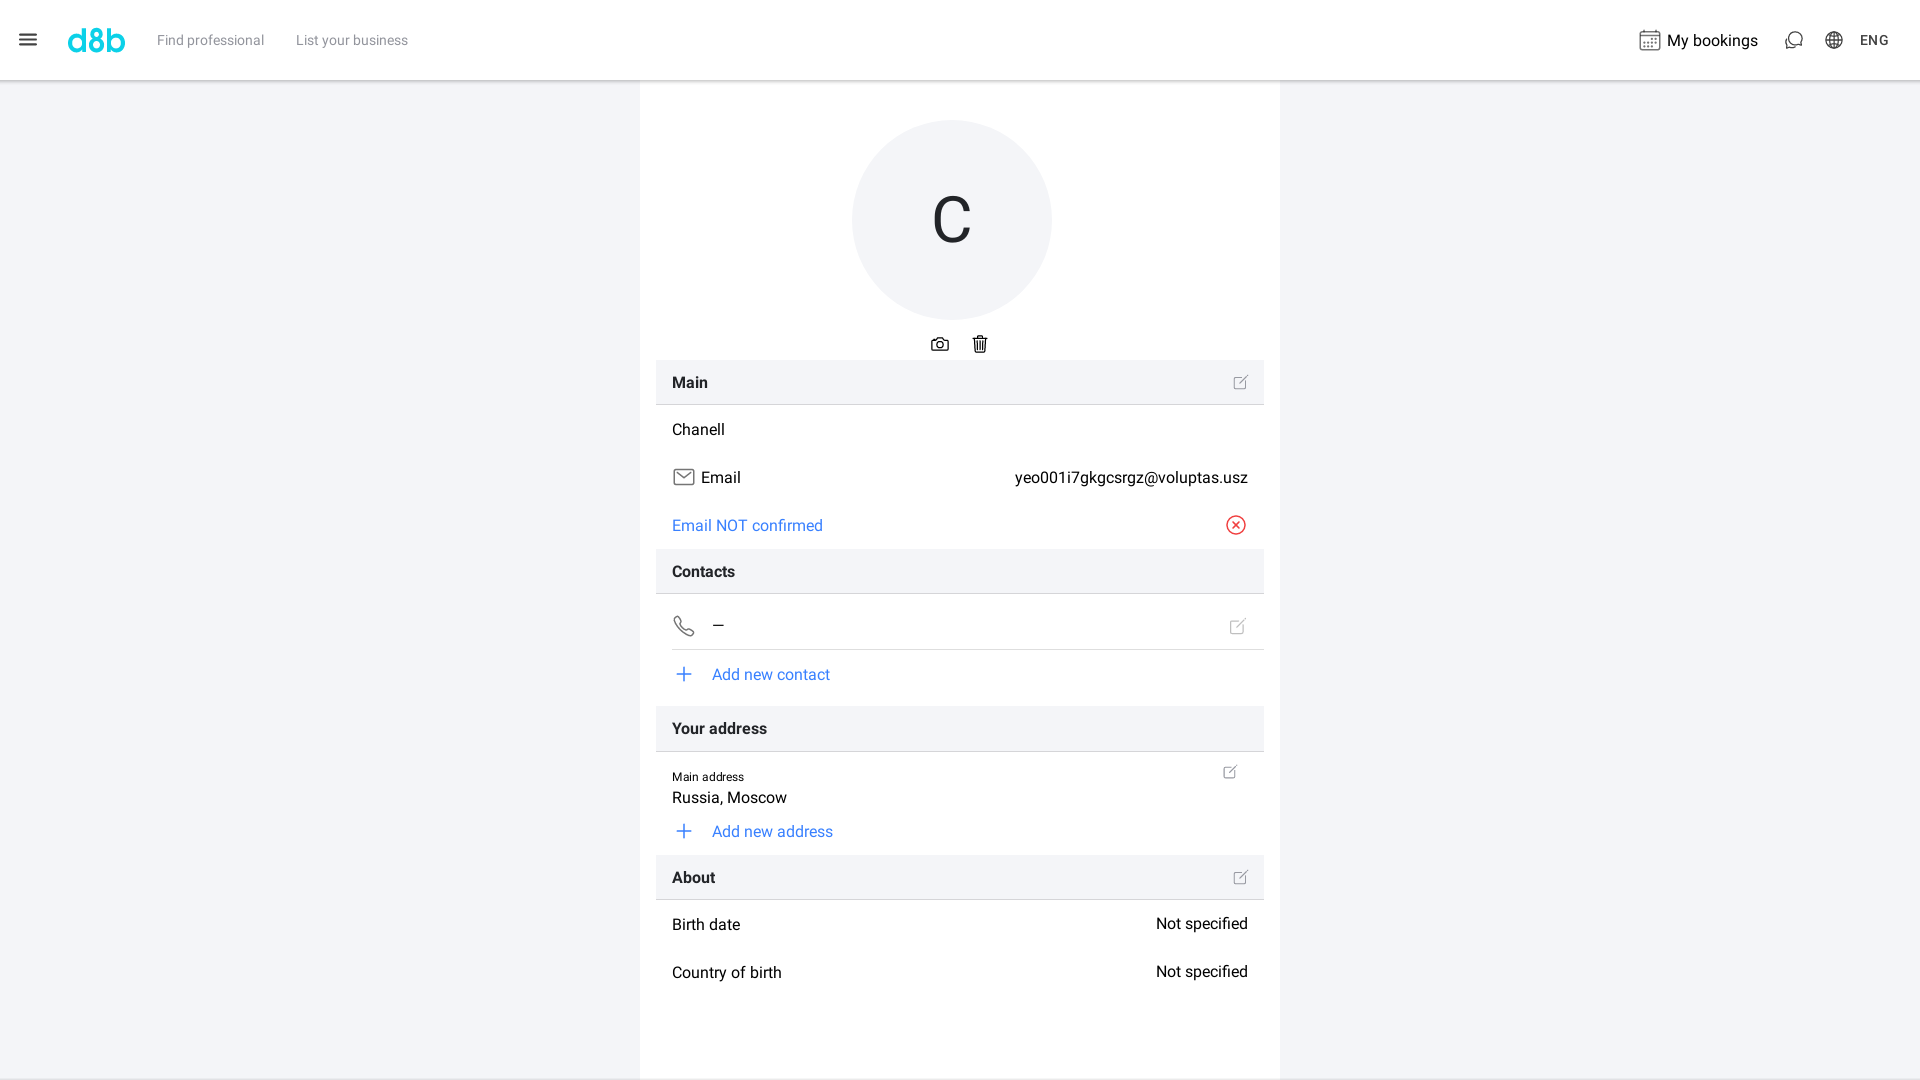 d8b
Find professional
List your business
My bookings
ENG
C
Main
Chanell
Email
yeo001i7gkgcsrgz@voluptas.usz
Email NOT confirmed
Contacts
–
Add new contact
Your address
Main address
Russia, Moscow
Add new address
About
Birth date
Not specified
Country of birth
Not specified